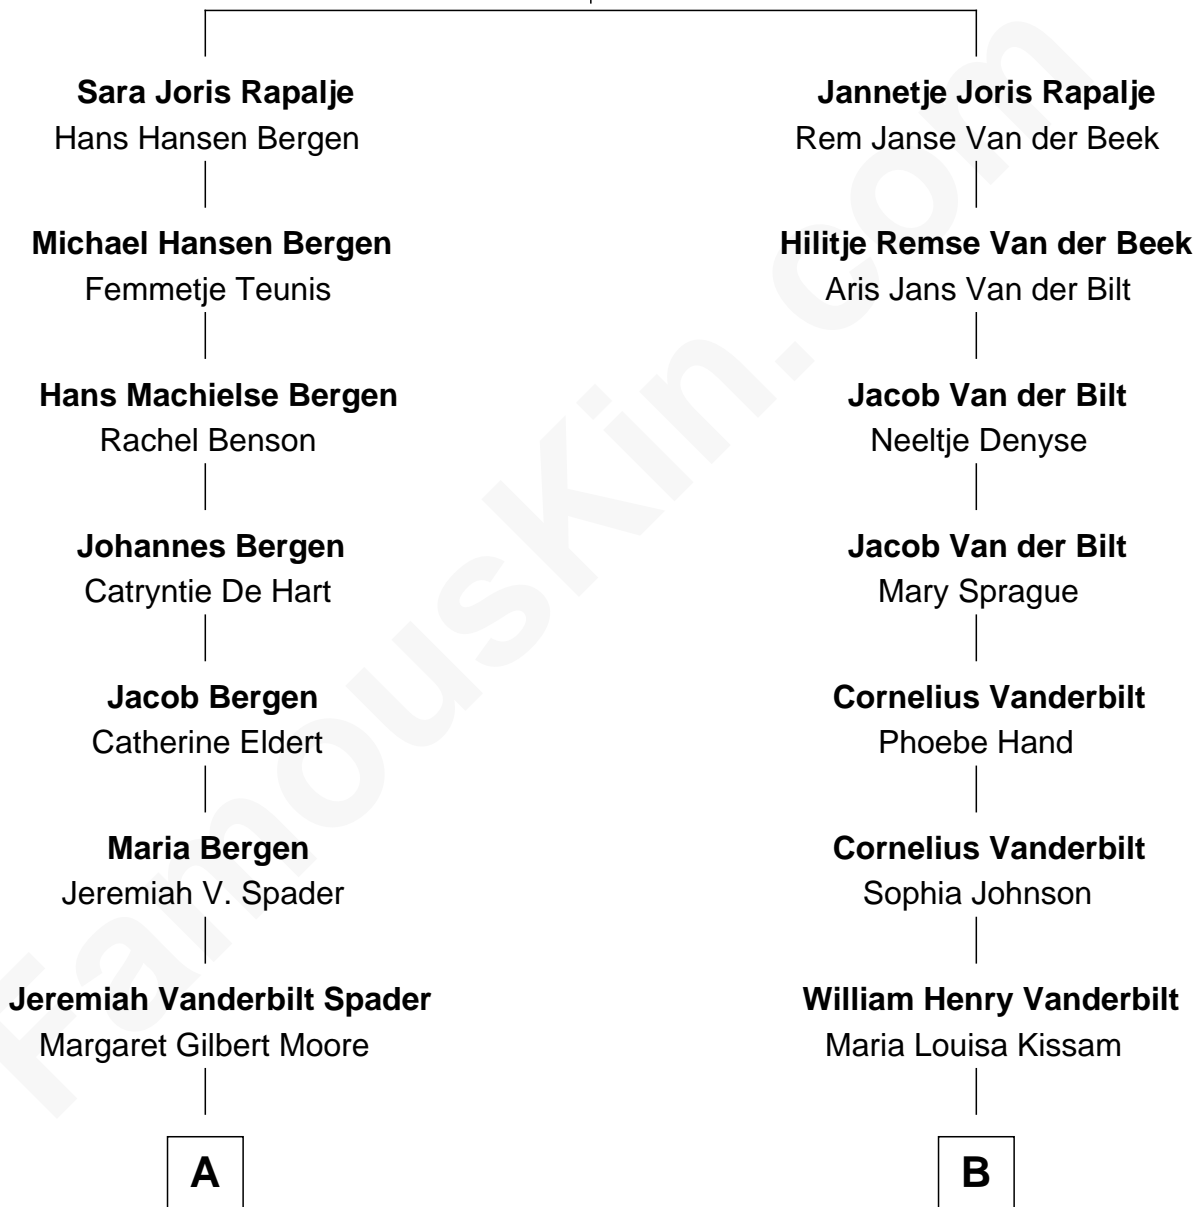 Sara Joris Rapalje
Hans Hansen Bergen
Michael Hansen Bergen
Femmetje Teunis
Hans Machielse Bergen
Rachel Benson
Johannes Bergen
Catryntie De Hart
Jacob Bergen
Catherine Eldert
Maria Bergen
Jeremiah V. Spader
Jeremiah Vanderbilt Spader
Margaret Gilbert Moore
A
Jannetje Joris Rapalje
Rem Janse Van der Beek
Hilitje Remse Van der Beek
Aris Jans Van der Bilt
Jacob Van der Bilt
Neeltje Denyse
Jacob Van der Bilt
Mary Sprague
Cornelius Vanderbilt
Phoebe Hand
Cornelius Vanderbilt
Sophia Johnson
William Henry Vanderbilt
Maria Louisa Kissam
B
FamousKin.com